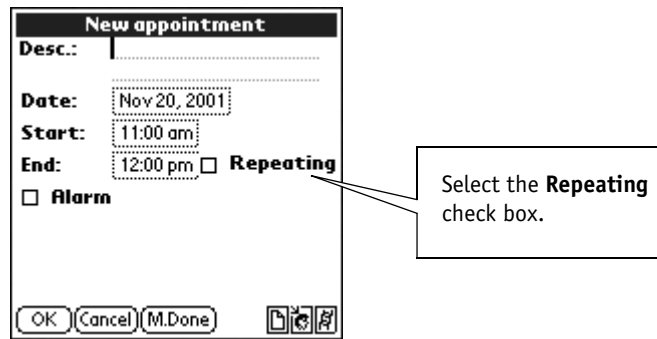 New appointment
Desc.:
Date: Nov 20, 2001
Start: 11:00 am
End: 12:00 pm Repeating
Alarm
OK Cancel M.Done
Select the Repeating
check box.